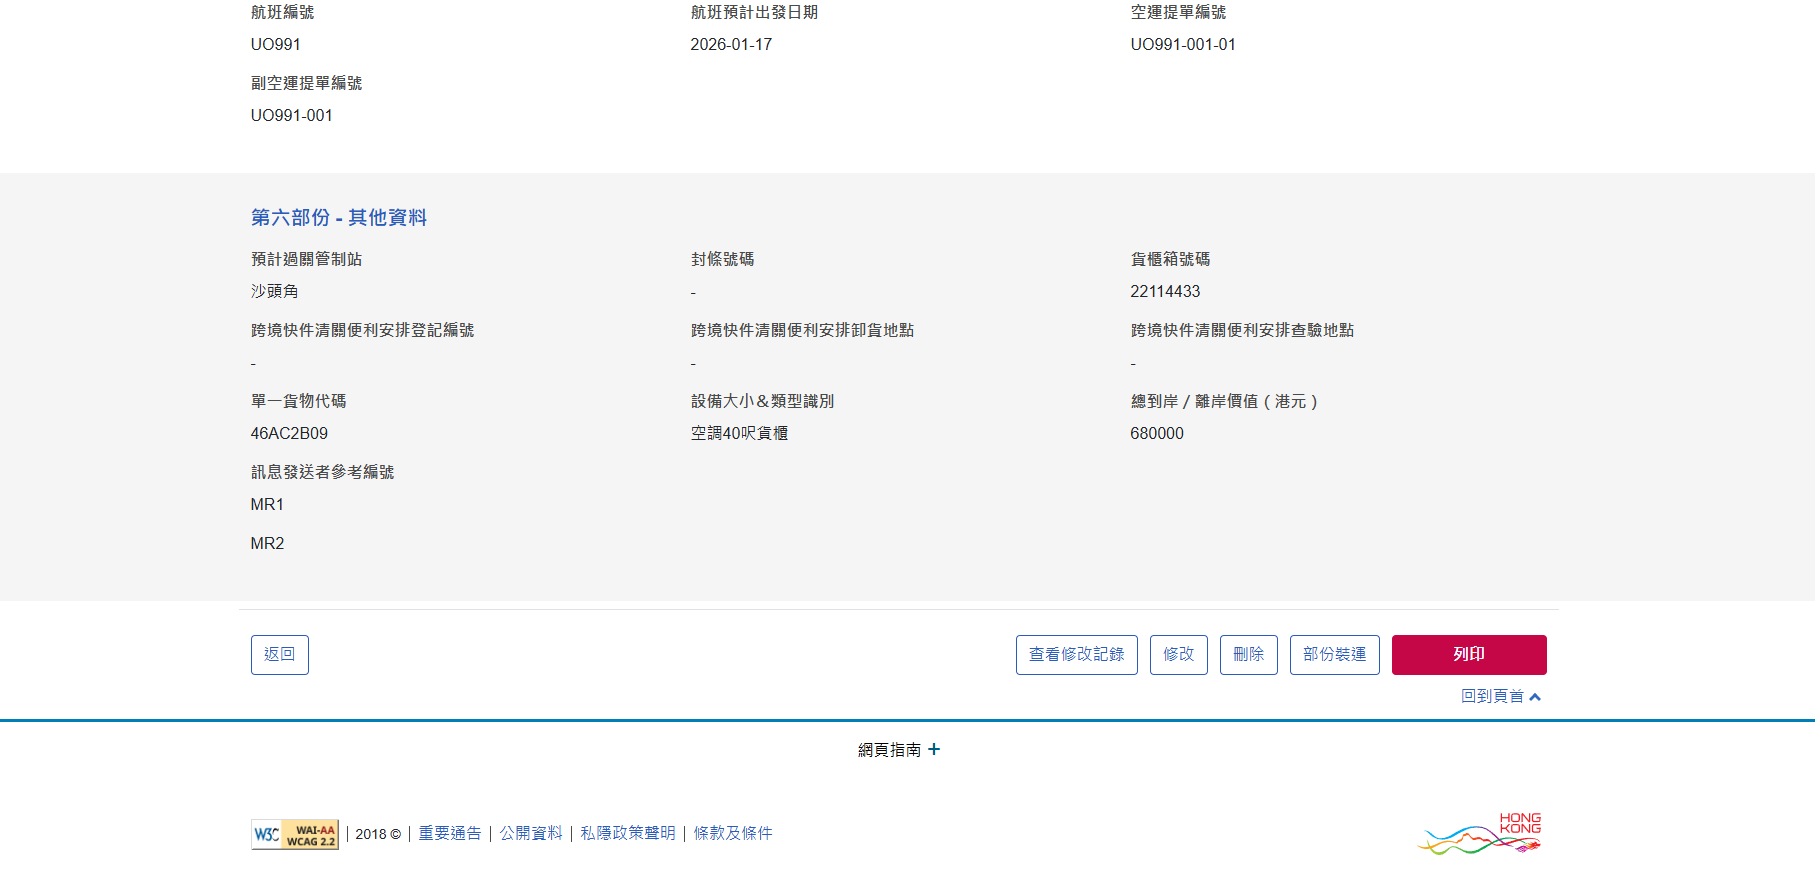 航班編號
航班預計出發日期
空運提單編號
UO991
2026-01-17
UO991-001-01
副空運提單編號
UO991-001
第六部份 - 其他資料
預計過關管制站
封條號碼
貨櫃箱號碼
沙頭角
-
22114433
跨境快件清關便利安排登記編號
跨境快件清關便利安排卸貨地點
跨境快件清關便利安排查驗地點
-
-
-
單一貨物代碼
設備大小＆類型識別
總到岸 / 離岸價值 ( 港元 )
46AC2B09
空調40呎貨櫃
680000
訊息發送者參考編號
MR1
MR2
返回
查看修改記錄
修改
刪除
部份裝運
列印
回到頁首
網頁指南 +
W3C WAI-AA WCAG 2.2 | 2018 © | 重要通告 | 公開資料 | 私隱政策聲明 | 條款及條件
HONG
KONG